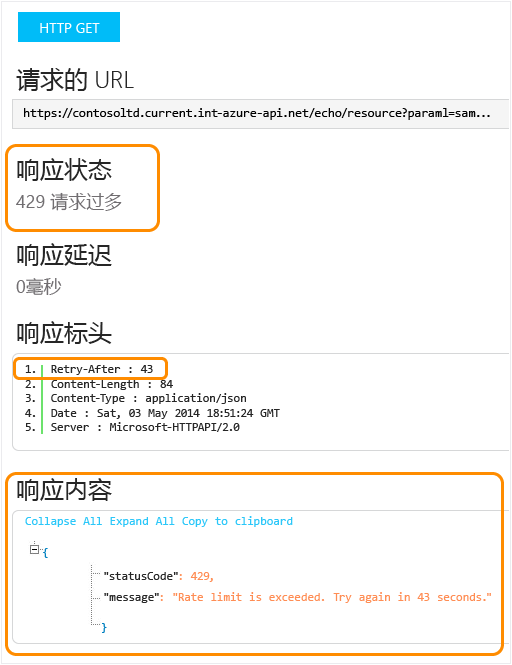 HTTP GET
请求的 URL
https://contosoltd.current.int-azure-api.net/echo/resource?paraml=sam...
响应状态
429 请求过多
响应延迟
0毫秒
响应标头
1. Retry-After : 43
2. Content-Length : 84
3. Content-Type : application/json
4. Date : Sat, 03 May 2014 18:51:24 GMT
5. Server : Microsoft-HTTPAPI/2.0
响应内容
Collapse All Expand All Copy to clipboard
{
"statusCode": 429,
"message": "Rate limit is exceeded. Try again in 43 seconds."
}